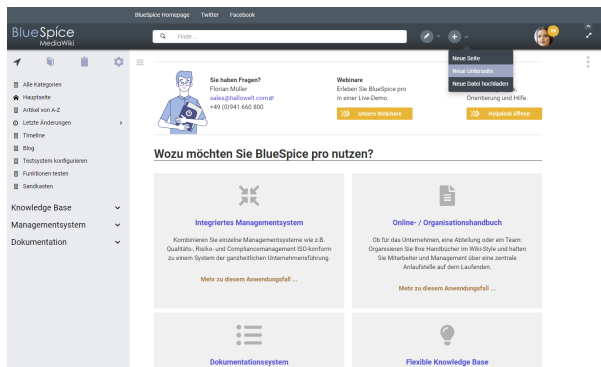 BlueSpice Homepage Twitter Facebook
BlueSpice
MediaWiki
Finde ...
Neue Seite
Neue Unterseite
Neue Datei hochladen
Alle Kategorien
Hauptseite
Artikel von A-Z
Letzte Änderungen
Timeline
Blog
Testsystem konfigurieren
Funktionen testen
Sandkasten
Knowledge Base
Managementsystem
Dokumentation
Sie haben Fragen?
Florian Müller
sales@hallowelt.com
+49 (0)941 660 800
Webinare
Erleben Sie BlueSpice pro
in einer Live-Demo.
Unsere Webinare
Orientierung und Hilfe.
Helpdesk öffnen
Wozu möchten Sie BlueSpice pro nutzen?
Integriertes Managementsystem
Kombinieren Sie einzelne Managementsysteme wie z.B.
Qualitäts-, Risiko- und Compliancemanagement ISO-konform
zu einem System der ganzheitlichen Unternehmensführung.
Mehr zu diesem Anwendungsfall ...
Online- / Organisationshandbuch
Ob für das Unternehmen, eine Abteilung oder ein Team:
Organisieren Sie Ihre Handbücher im Wiki-Style und halten
Sie Mitarbeiter und Management über eine zentrale
Anlaufstelle auf dem Laufenden.
Mehr zu diesem Anwendungsfall ...
Dokumentationssystem
Flexible Knowledge Base